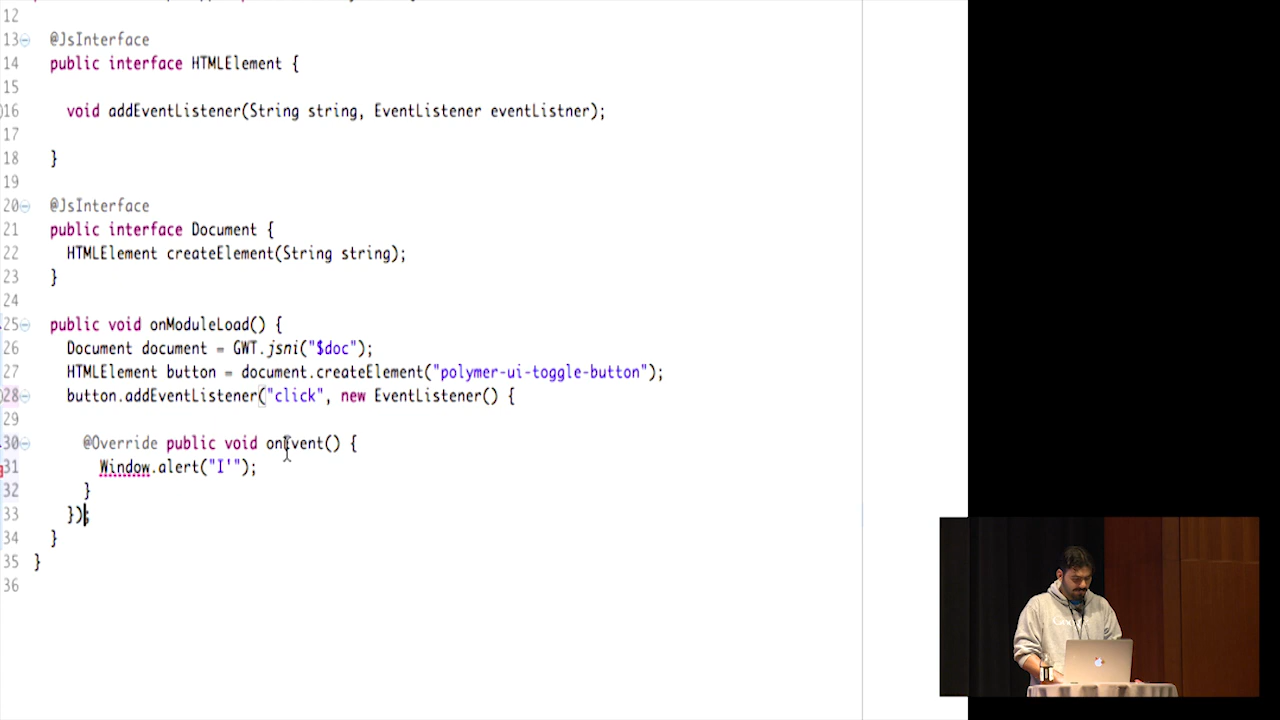 12
13 @JsInterface
14 public interface HTMLElement {
15
16 void addEventListener(String string, EventListener eventListner);
17
18 }
19
20 @JsInterface
21 public interface Document {
22 HTMLElement createElement(String string);
23 }
24
25 public void onModuleLoad() {
26 Document document = GWT.jsni("$doc");
27 HTMLElement button = document.createElement("polymer-ui-toggle-button");
28 button.addEventListener("click", new EventListener() {
29
30 @Override public void onEvent() {
31 Window.alert("I'");
32 }
33 });
34 }
35 }
36